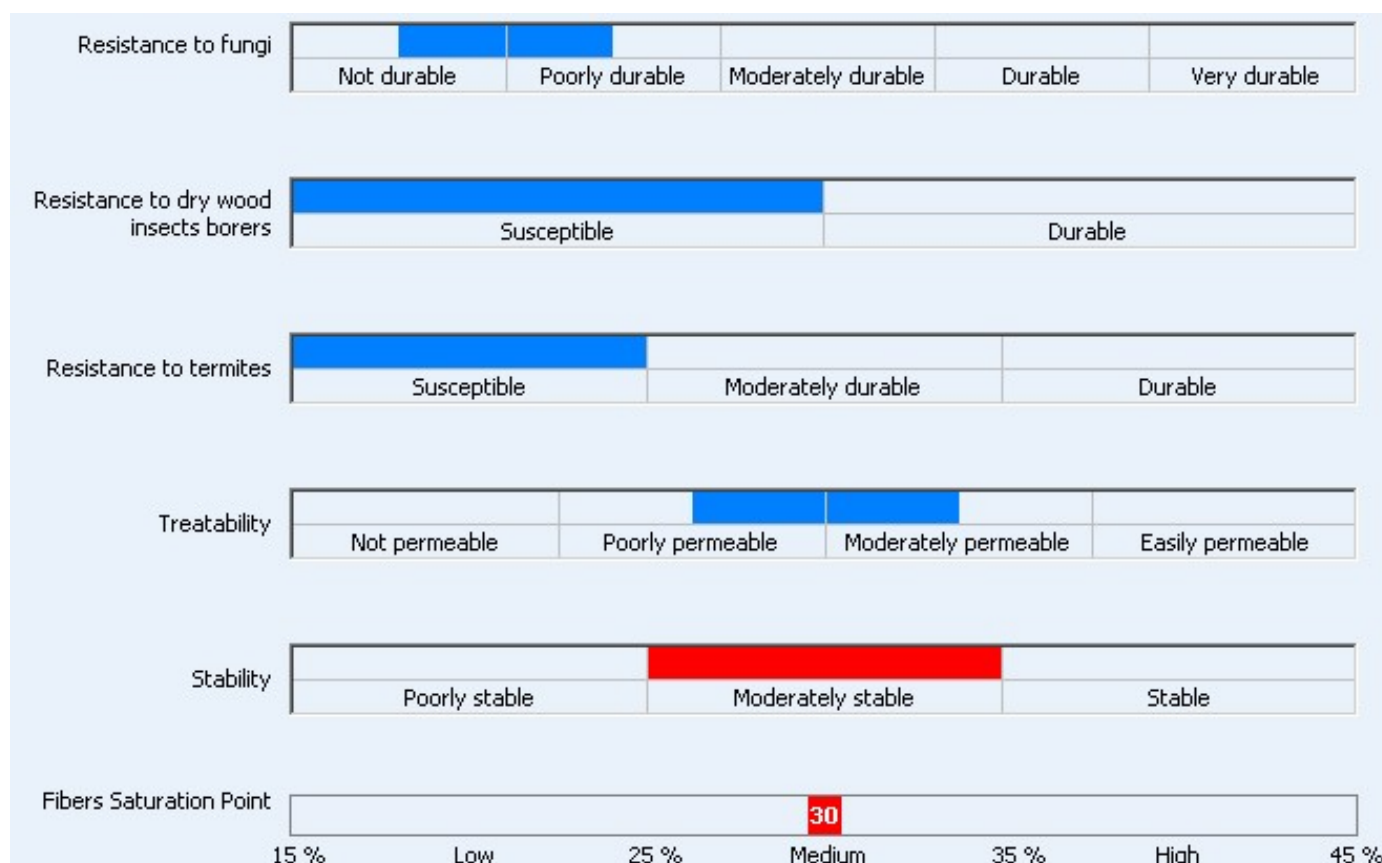 Resistance to fungi
Not durable Poorly durable Moderately durable Durable Very durable
Resistance to dry wood
insects borers
Susceptible Durable
Resistance to termites
Susceptible Moderately durable Durable
Treatability
Not permeable Poorly permeable Moderately permeable Easily permeable
Stability
Poorly stable Moderately stable Stable
Fibers Saturation Point
30
15 % Low 25 % Medium 35 % High 45 %